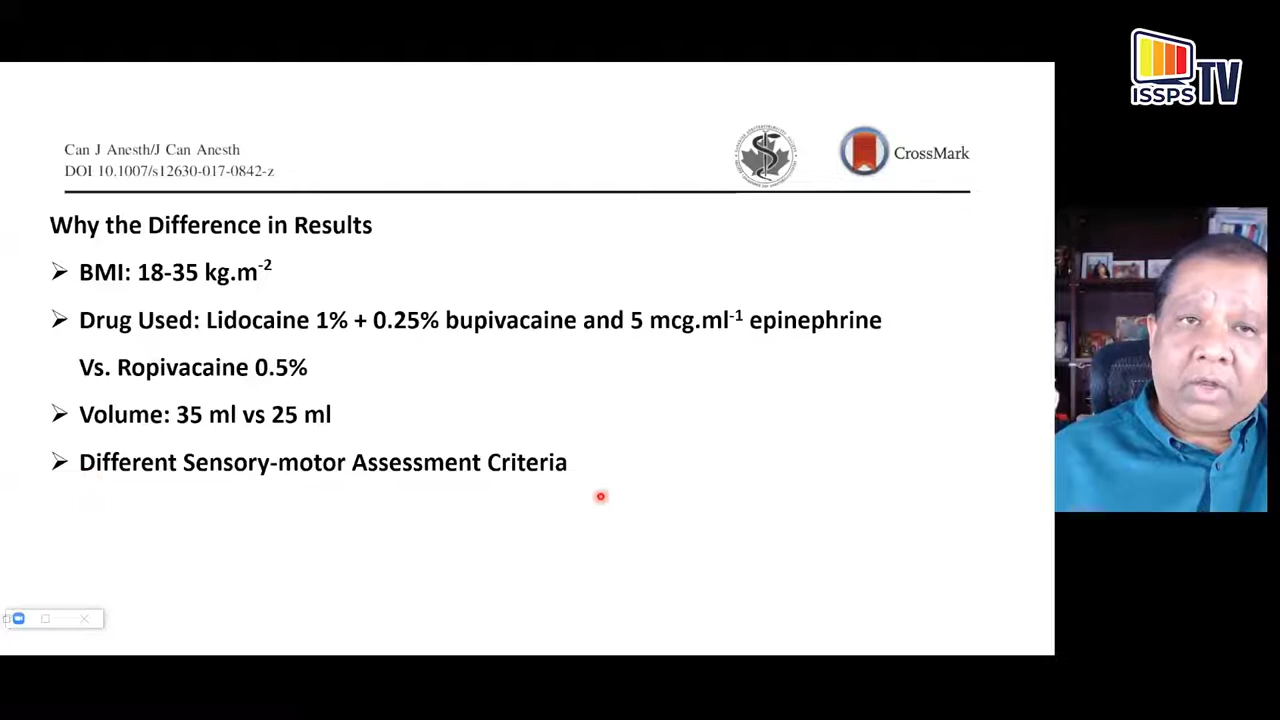 ISSPS TV
Can J Anesth/J Can Anesth
DOI 10.1007/s12630-017-0842-z
CrossMark
Why the Difference in Results
➢ BMI: 18-35 kg.m⁻²
➢ Drug Used: Lidocaine 1% + 0.25% bupivacaine and 5 mcg.ml⁻¹ epinephrine
Vs. Ropivacaine 0.5%
➢ Volume: 35 ml vs 25 ml
➢ Different Sensory-motor Assessment Criteria